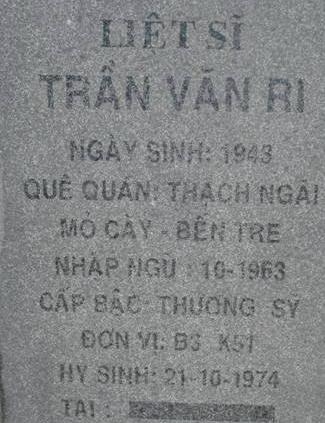 LIỆT SĨ
TRẦN VĂN RI
NGÀY SINH: 1943
QUÊ QUÁN: THẠCH NGÃI
MỎ CÀY - BẾN TRE
NHẬP NGŨ : 10-1963
CẤP BẬC: THƯỢNG SỸ
ĐƠN VỊ: B3 K51
HY SINH: 21-10-1974
TẠI :